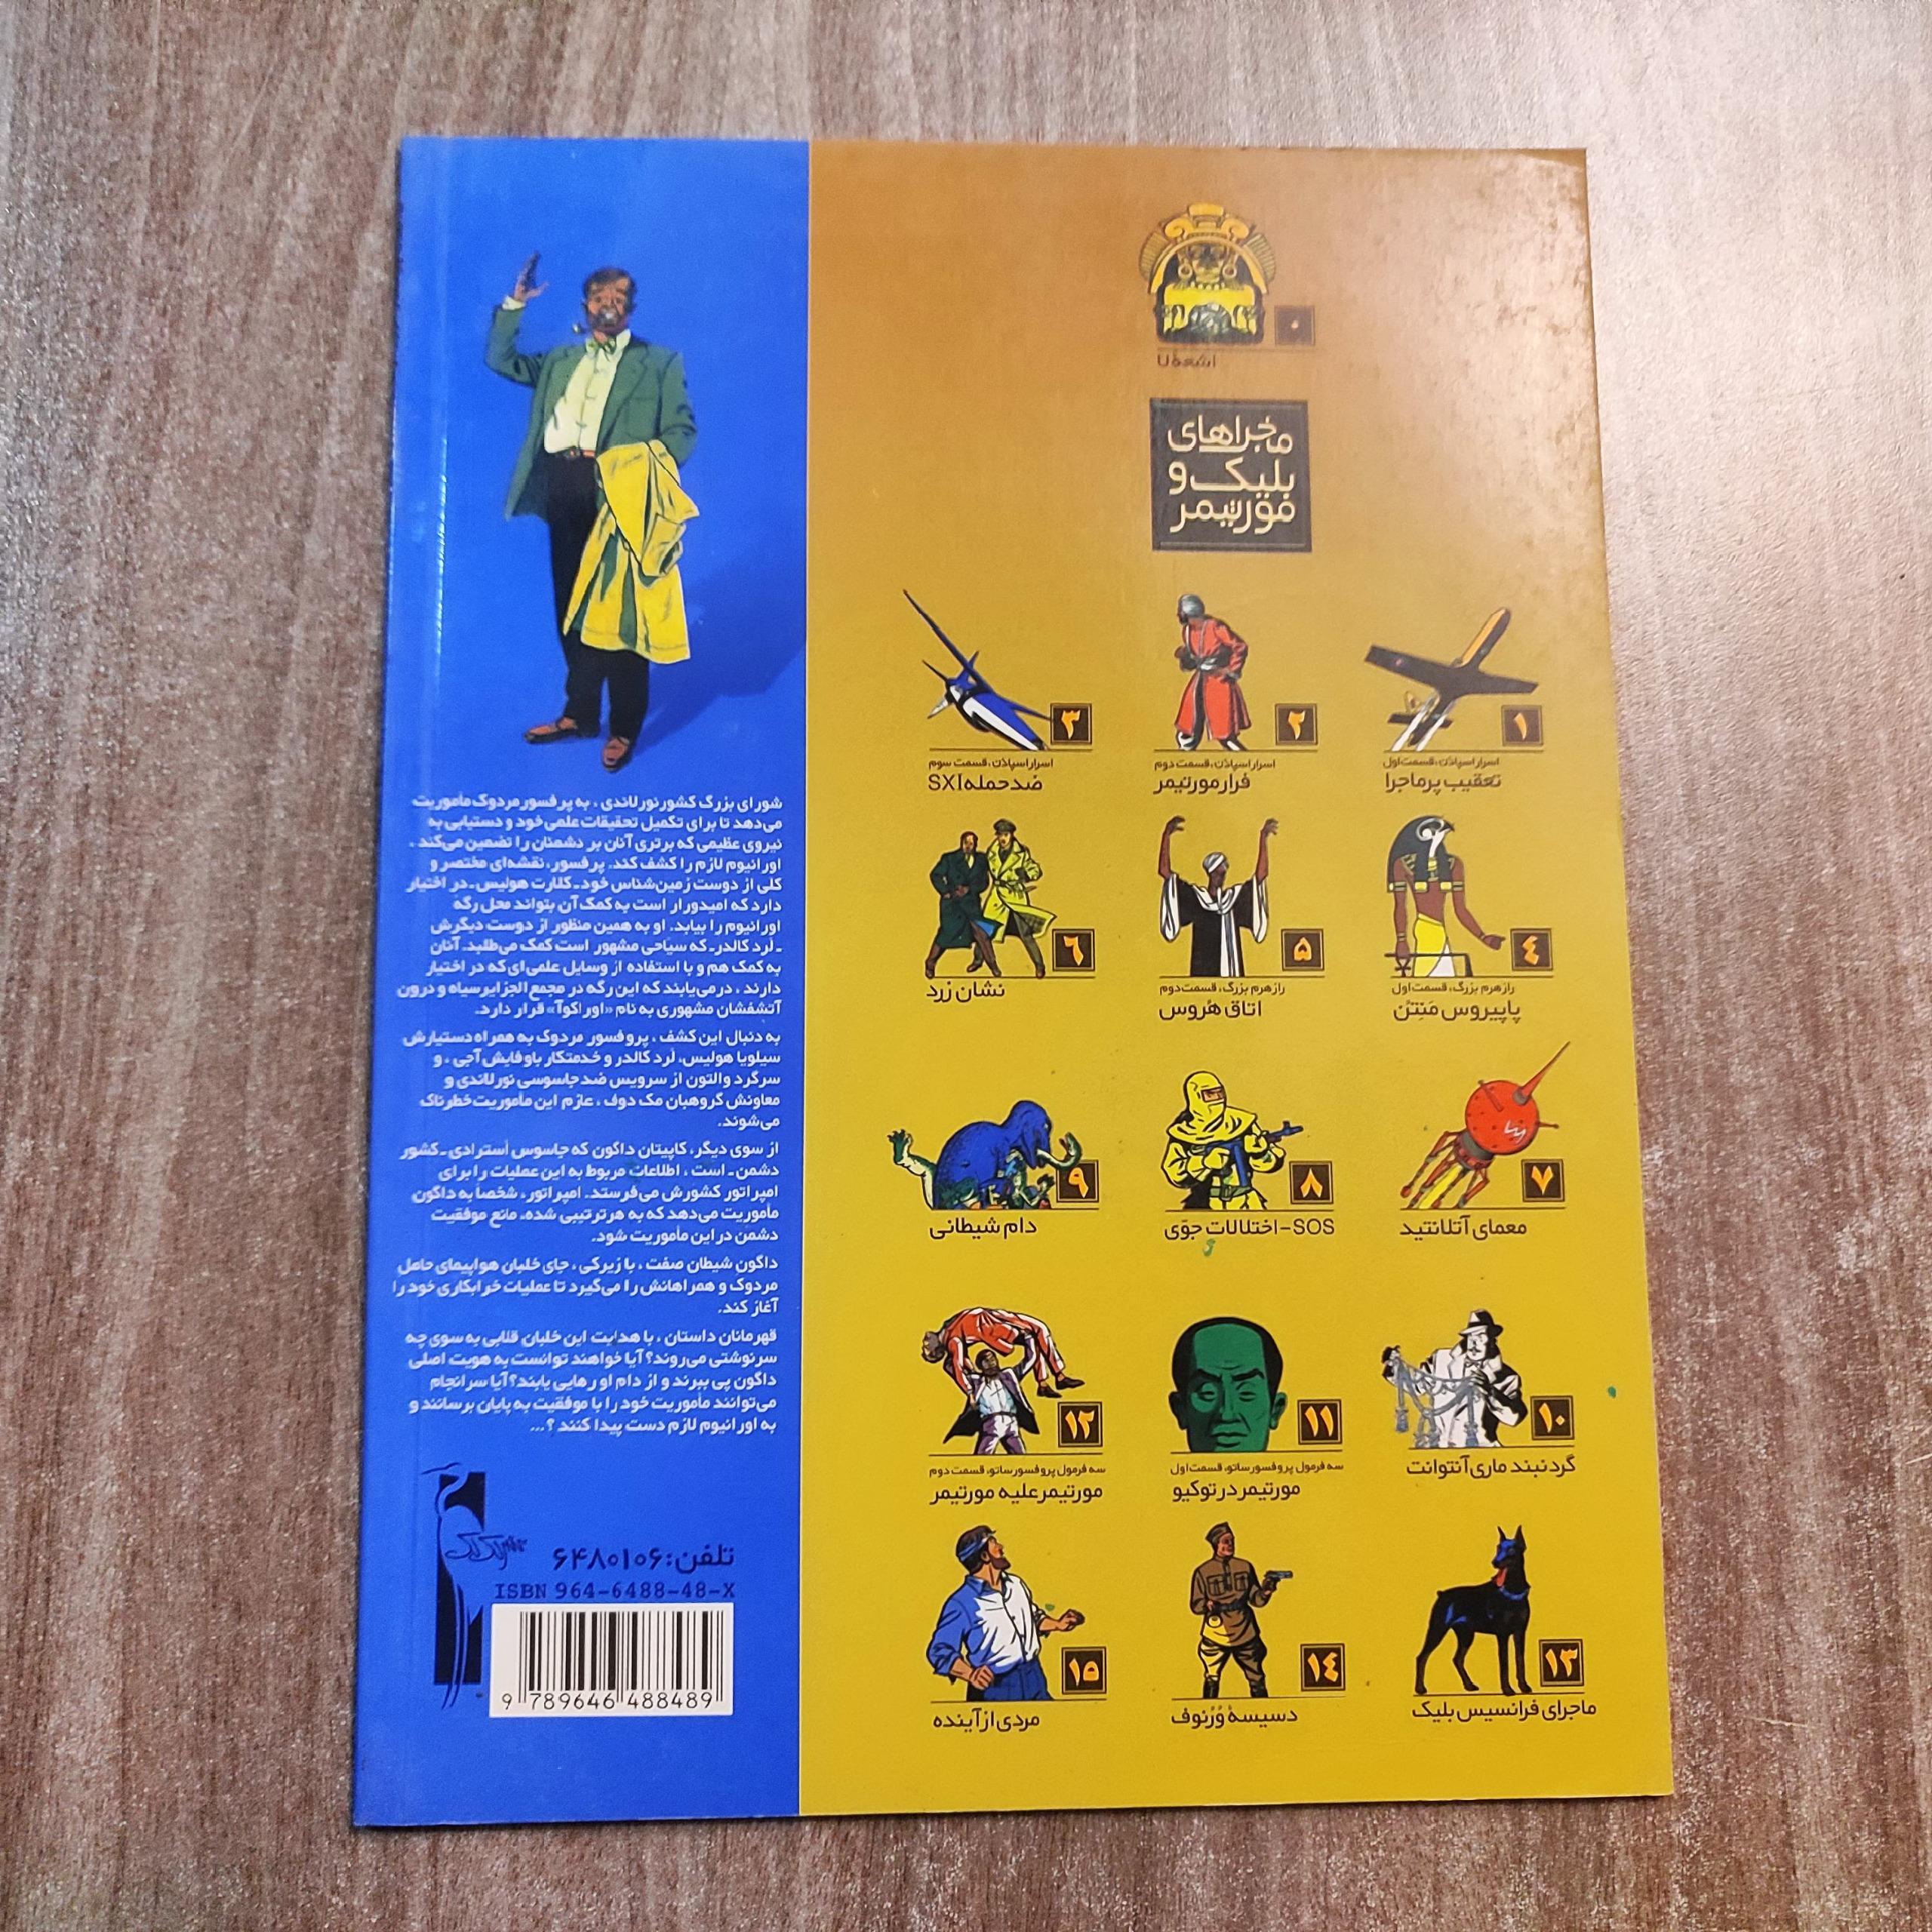 ۰
اشعهٔ U
ماجراهای
بلیک و
مورتیمر
۱
اسرار اسپادُن، قسمت اول
تعقیب پرماجرا
۲
اسرار اسپادُن، قسمت دوم
فرار مورتیمر
۳
اسرار اسپادُن، قسمت سوم
ضد حمله SXI
۴
راز هرم بزرگ، قسمت اول
پاپیروس مَنِتُن
۵
راز هرم بزرگ، قسمت دوم
اتاق هُروس
۶
نشان زرد
۷
معمای آتلانتید
۸
SOS - اختلالات جوّی
۹
دام شیطانی
۱۰
گردنبند ماری آنتوانت
۱۱
سه فرمول پروفسور ساتو، قسمت اول
مورتیمر در توکیو
۱۲
سه فرمول پروفسور ساتو، قسمت دوم
مورتیمر علیه مورتیمر
۱۳
ماجرای فرانسیس بلیک
۱۴
دسیسهٔ وُرُنوف
۱۵
مردی از آینده
شورای بزرگ کشور نورلاندی، به پرفسور مردوک مأموریت
می‌دهد تا برای تکمیل تحقیقات علمی خود و دستیابی به
نیروی عظیمی که برتری آنان بر دشمنان را تضمین می‌کند،
اورانیوم لازم را کشف کند. پرفسور، نقشه‌ای مختصر و
کلی از دوست زمین‌شناس خود ـ کلارت هولیس ـ در اختیار
دارد که امیدوار است به کمک آن بتواند محل رگه
اورانیوم را بیابد. او به همین منظور از دوست دیگرش
ـ لُرد کالدر ـ که سیاحی مشهور است کمک می‌طلبد. آنان
به کمک هم و با استفاده از وسایل علمی‌ای که در اختیار
دارند، درمی‌یابند که این رگه در مجمع‌الجزایر سیاه و درون
آتشفشان مشهوری به نام «اوراکوآ» قرار دارد.
به دنبال این کشف، پروفسور مردوک به همراه دستیارش
سیلویا هولیس، لُرد کالدر و خدمتکار باوفایش آجی، و
سرگرد والتون از سرویس ضد جاسوسی نورلاندی و
معاونش گروهبان مک دوف، عازم این مأموریت خطرناک
می‌شوند.
از سوی دیگر، کاپیتان داگون که جاسوس اُسترادی ـ کشور
دشمن ـ است، اطلاعات مربوط به این عملیات را برای
امپراتور کشورش می‌فرستد. امپراتور، شخصاً به داگون
مأموریت می‌دهد که به هر ترتیبی شده، مانع موفقیت
دشمن در این مأموریت شود.
داگون شیطان صفت، با زیرکی، جای خلبان هواپیمای حامل
مردوک و همراهانش را می‌گیرد تا عملیات خرابکاری خود را
آغاز کند.
قهرمانان داستان، با هدایت این خلبان قلابی به سوی چه
سرنوشتی می‌روند؟ آیا خواهند توانست به هویت اصلی
داگون پی ببرند و از دام او رهایی یابند؟ آیا سرانجام
می‌توانند مأموریت خود را با موفقیت به پایان برسانند و
به اورانیوم لازم دست پیدا کنند؟...
تلفن: ۶۴۸۰۱۰۶
ISBN 964-6488-48-X
9 789646 488489